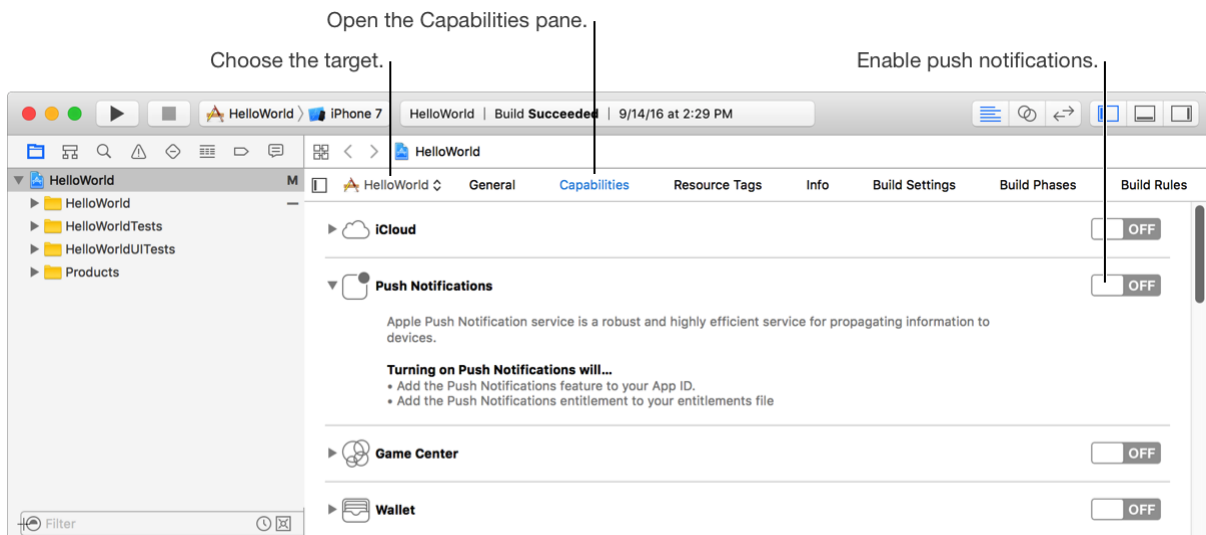 Open the Capabilities pane.
Choose the target.
Enable push notifications.
HelloWorld
iPhone 7
HelloWorld | Build Succeeded | 9/14/16 at 2:29 PM
HelloWorld
HelloWorld M
HelloWorld
HelloWorldTests
HelloWorldUITests
Products
HelloWorld General Capabilities Resource Tags Info Build Settings Build Phases Build Rules
iCloud OFF
Push Notifications OFF
Apple Push Notification service is a robust and highly efficient service for propagating information to
devices.
Turning on Push Notifications will...
• Add the Push Notifications feature to your App ID.
• Add the Push Notifications entitlement to your entitlements file
Game Center OFF
Wallet OFF
Filter